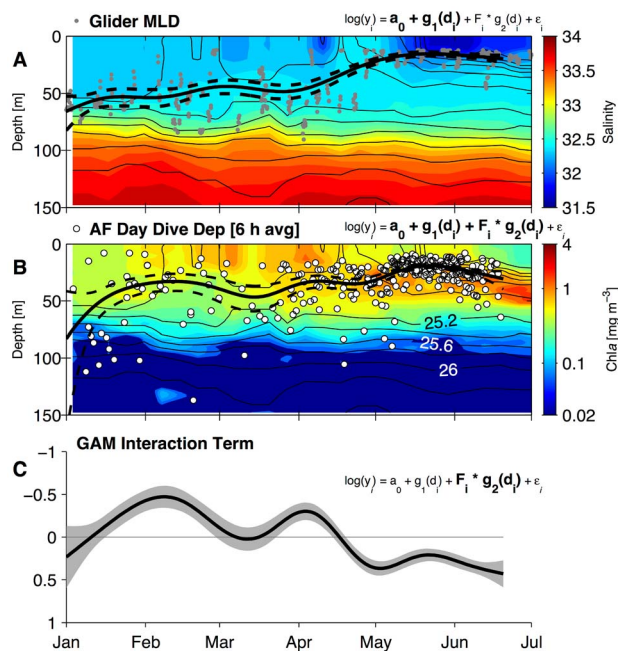 Glider MLD
log(y_i) = a_0 + g_1(d_i) + F_i * g_2(d_i) + ε_i
A
Depth [m]
0
50
100
150
34
33.5
33
32.5
32
31.5
Salinity
AF Day Dive Dep [6 h avg]
log(y_i) = a_0 + g_1(d_i) + F_i * g_2(d_i) + ε_i
B
Depth [m]
0
50
100
150
25.2
25.6
26
4
1
0.1
0.02
Chla [mg m⁻³]
GAM Interaction Term
log(y_i) = a_0 + g_1(d_i) + F_i * g_2(d_i) + ε_i
C
−1
−0.5
0
0.5
1
Jan Feb Mar Apr May Jun Jul